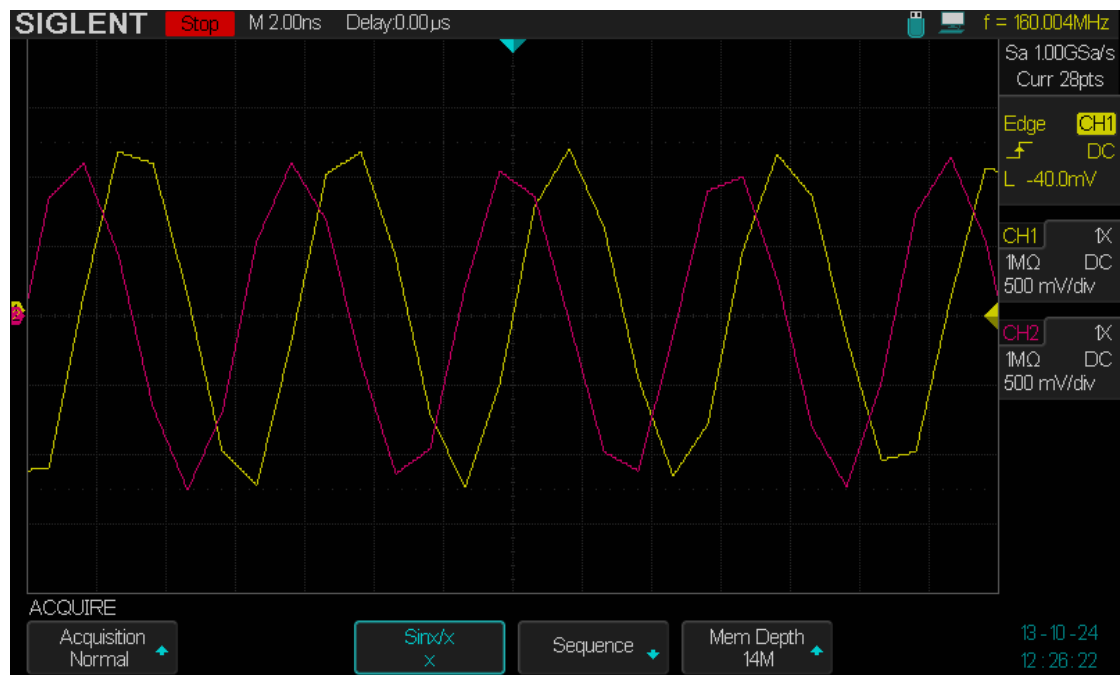 SIGLENT Stop M 2.00ns Delay:0.00µs f = 160.004MHz
Sa 1.00GSa/s
Curr 28pts
Edge CH1
DC
L -40.0mV
CH1 1X
1MΩ DC
500 mV/div
CH2 1X
1MΩ DC
500 mV/div
ACQUIRE
Acquisition
Normal
Sinx/x
x
Sequence
Mem Depth
14M
13-10-24
12:26:22